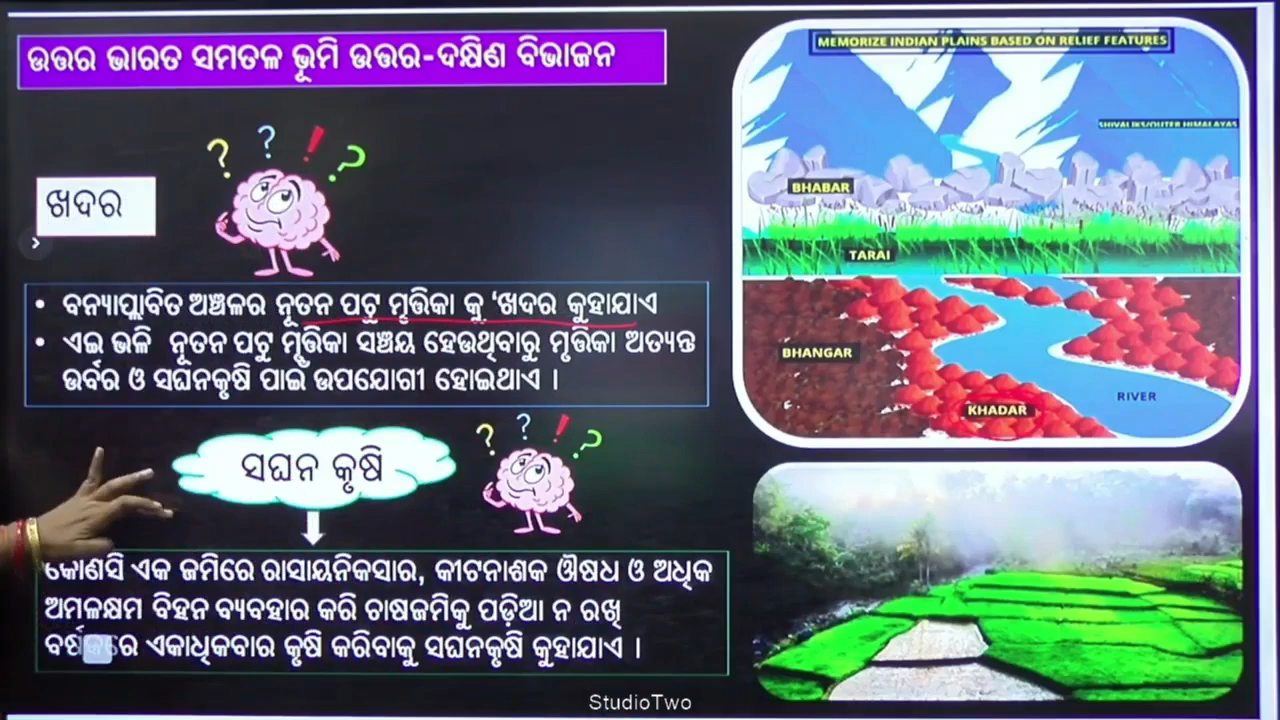 ଉତ୍ତର ଭାରତ ସମତଳ ଭୂମି ଉତ୍ତର-ଦକ୍ଷିଣ ବିଭାଜନ
ଖଦର
• ବନ୍ୟାପ୍ଲାବିତ ଅଞ୍ଚଳର ନୂତନ ପଟୁ ମୃତ୍ତିକା କୁ ‘ଖଦର କୁହାଯାଏ
• ଏଇ ଭଳି ନୂତନ ପଟୁ ମୃତ୍ତିକା ସଞ୍ଚୟ ହେଉଥିବାରୁ ମୃତ୍ତିକା ଅତ୍ୟନ୍ତ
ଉର୍ବର ଓ ସଘନକୃଷି ପାଇଁ ଉପଯୋଗୀ ହୋଇଥାଏ ।
ସଘନ କୃଷି
କୋଣସି ଏକ ଜମିରେ ରାସାୟନିକସାର, କୀଟନାଶକ ଔଷଧ ଓ ଅଧିକ
ଅମଳକ୍ଷମ ବିହନ ବ୍ୟବହାର କରି ଚାଷଜମିକୁ ପଡ଼ିଆ ନ ରଖି
ଏକାଧିକବାର କୃଷି କରିବାକୁ ସଘନକୃଷି କୁହାଯାଏ ।
MEMORIZE INDIAN PLAINS BASED ON RELIEF FEATURES
SHIVALIKS/OUTER HIMALAYAS
BHABAR
TARAI
BHANGAR
RIVER
KHADAR
StudioTwo